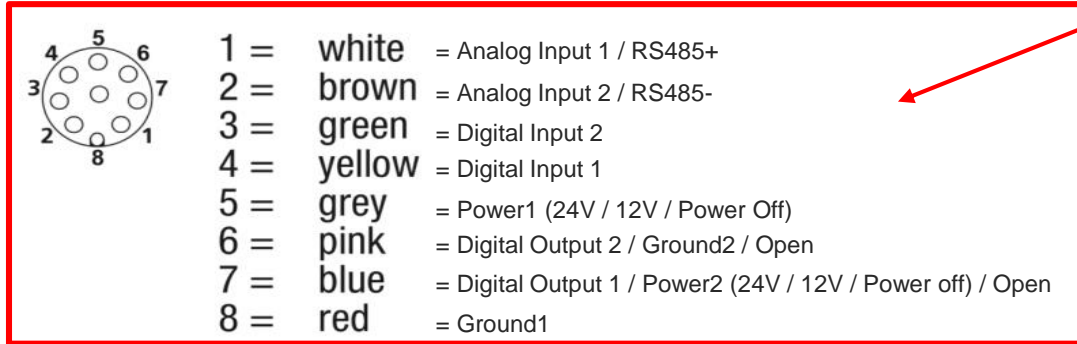 5
4 6
3 7
2 1
8
1 = white = Analog Input 1 / RS485+
2 = brown = Analog Input 2 / RS485-
3 = green = Digital Input 2
4 = yellow = Digital Input 1
5 = grey = Power1 (24V / 12V / Power Off)
6 = pink = Digital Output 2 / Ground2 / Open
7 = blue = Digital Output 1 / Power2 (24V / 12V / Power off) / Open
8 = red = Ground1